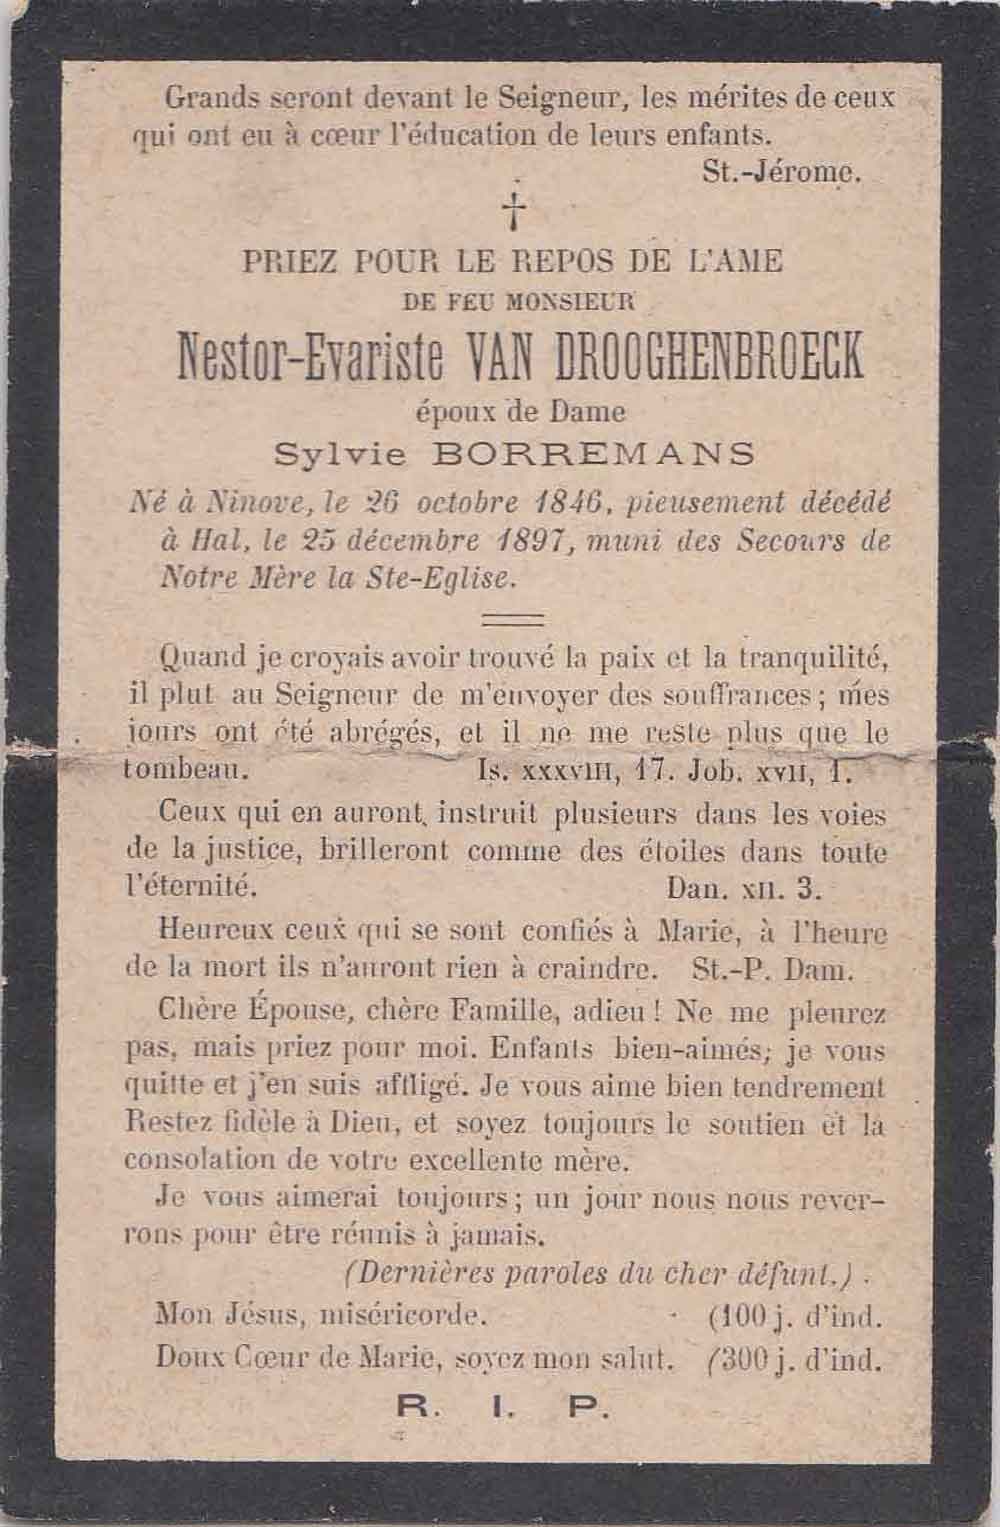 Grands seront devant le Seigneur, les mérites de ceux
qui ont eu à cœur l'éducation de leurs enfants.
St.-Jérome.
†
PRIEZ POUR LE REPOS DE L'AME
DE FEU MONSIEUR
Nestor-Evariste VAN DROOGHENBROECK
époux de Dame
Sylvie BORREMANS
Né à Ninove, le 26 octobre 1846, pieusement décédé
à Hal, le 25 décembre 1897, muni des Secours de
Notre Mère la Ste-Eglise.
Quand je croyais avoir trouvé la paix et la tranquilité,
il plut au Seigneur de m'envoyer des souffrances ; mes
jours ont été abrégés, et il ne me reste plus que le
tombeau. Is. XXXVIII, 17. Job. XVII, 1.
Ceux qui en auront instruit plusieurs dans les voies
de la justice, brilleront comme des étoiles dans toute
l'éternité. Dan. XII. 3.
Heureux ceux qui se sont confiés à Marie, à l'heure
de la mort ils n'auront rien à craindre. St.-P. Dam.
Chère Épouse, chère Famille, adieu ! Ne me pleurez
pas, mais priez pour moi. Enfants bien-aimés; je vous
quitte et j'en suis affligé. Je vous aime bien tendrement
Restez fidèle à Dieu, et soyez toujours le soutien et la
consolation de votre excellente mère.
Je vous aimerai toujours ; un jour nous nous rever-
rons pour être réunis à jamais.
(Dernières paroles du cher défunt.)
Mon Jésus, miséricorde. (100 j. d'ind.
Doux Cœur de Marie, soyez mon salut. (300 j. d'ind.
R. I. P.